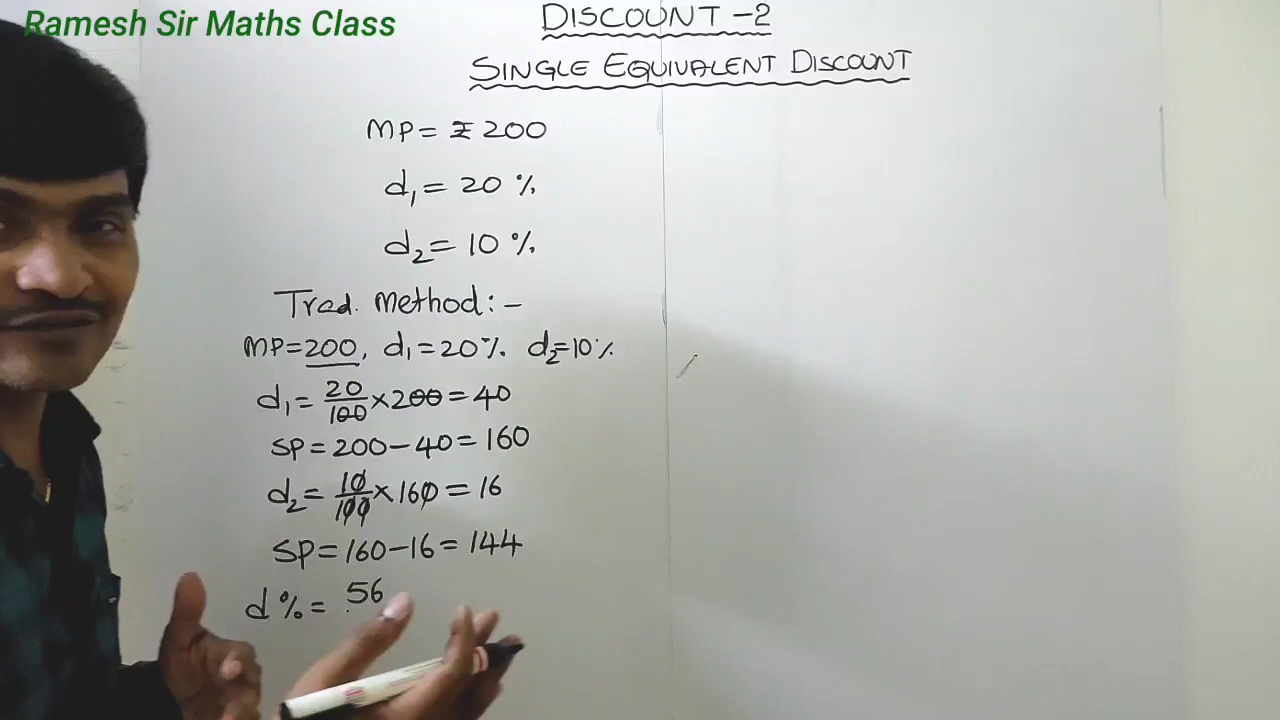 Ramesh Sir Maths Class
DISCOUNT -2
SINGLE EQUIVALENT DISCOUNT
MP = ₹ 200
d₁ = 20 %
d₂ = 10 %
Trad. Method:-
MP=200, d₁=20%. d₂=10%
d₁ = 20/100 × 200 = 40
SP = 200 - 40 = 160
d₂ = 10/100 × 160 = 16
SP = 160 - 16 = 144
d % = 56